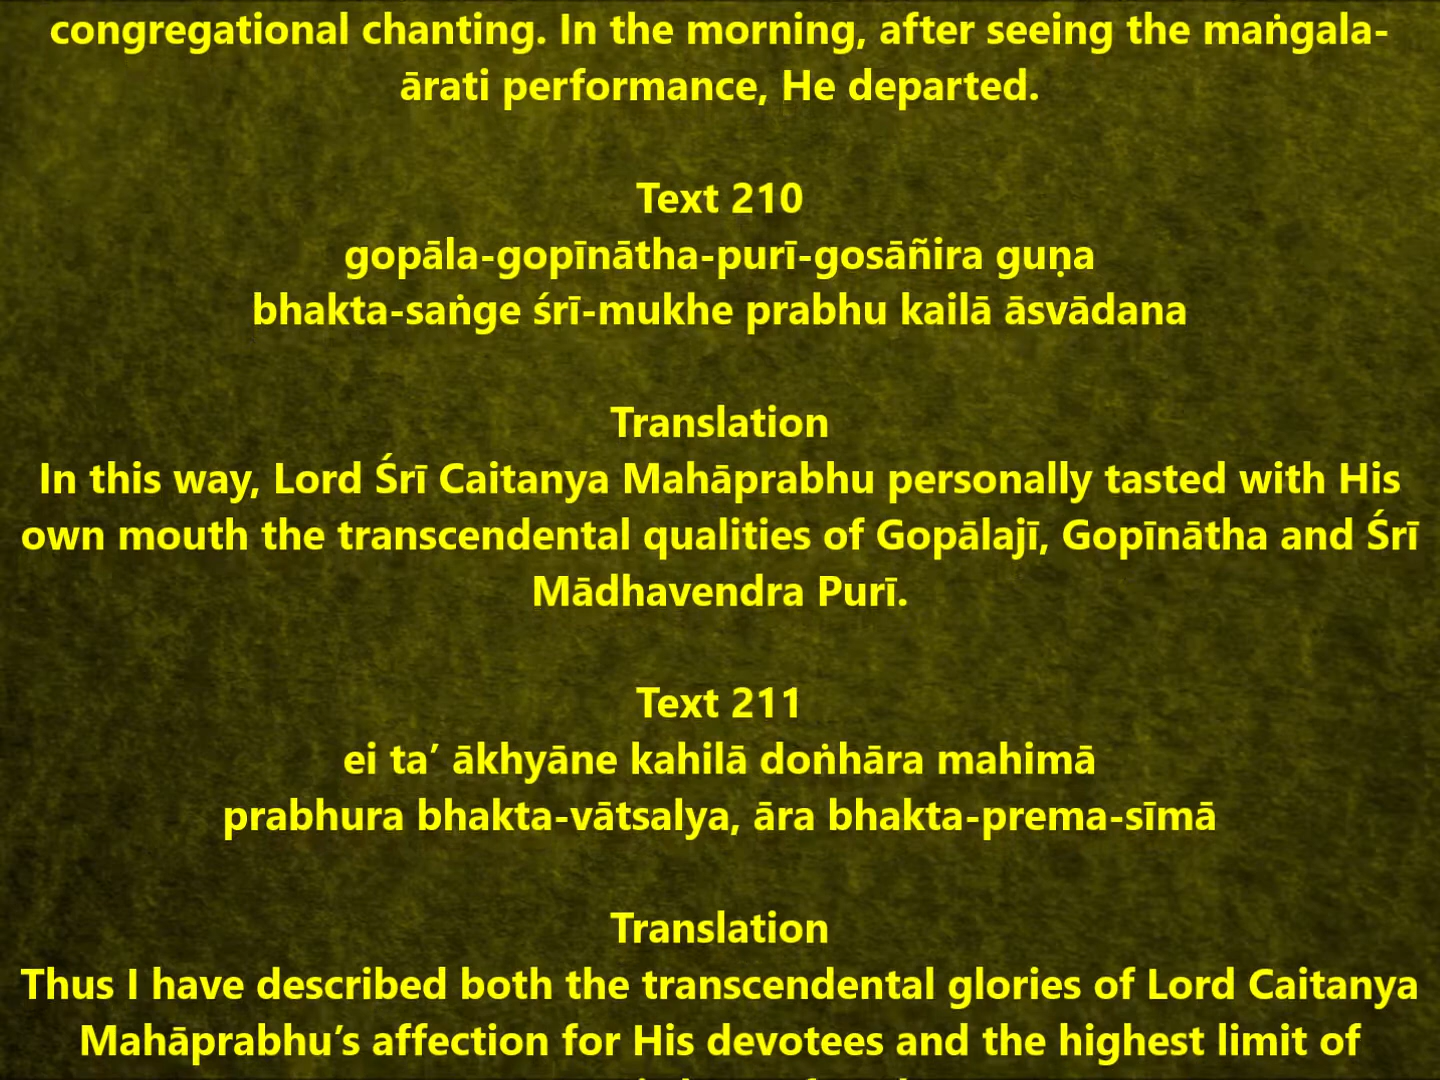 congregational chanting. In the morning, after seeing the maṅgala-
ārati performance, He departed.
Text 210
gopāla-gopīnātha-purī-gosāñira guṇa
bhakta-saṅge śrī-mukhe prabhu kailā āsvādana
Translation
In this way, Lord Śrī Caitanya Mahāprabhu personally tasted with His
own mouth the transcendental qualities of Gopālajī, Gopīnātha and Śrī
Mādhavendra Purī.
Text 211
ei ta’ ākhyāne kahilā doṅhāra mahimā
prabhura bhakta-vātsalya, āra bhakta-prema-sīmā
Translation
Thus I have described both the transcendental glories of Lord Caitanya
Mahāprabhu’s affection for His devotees and the highest limit of